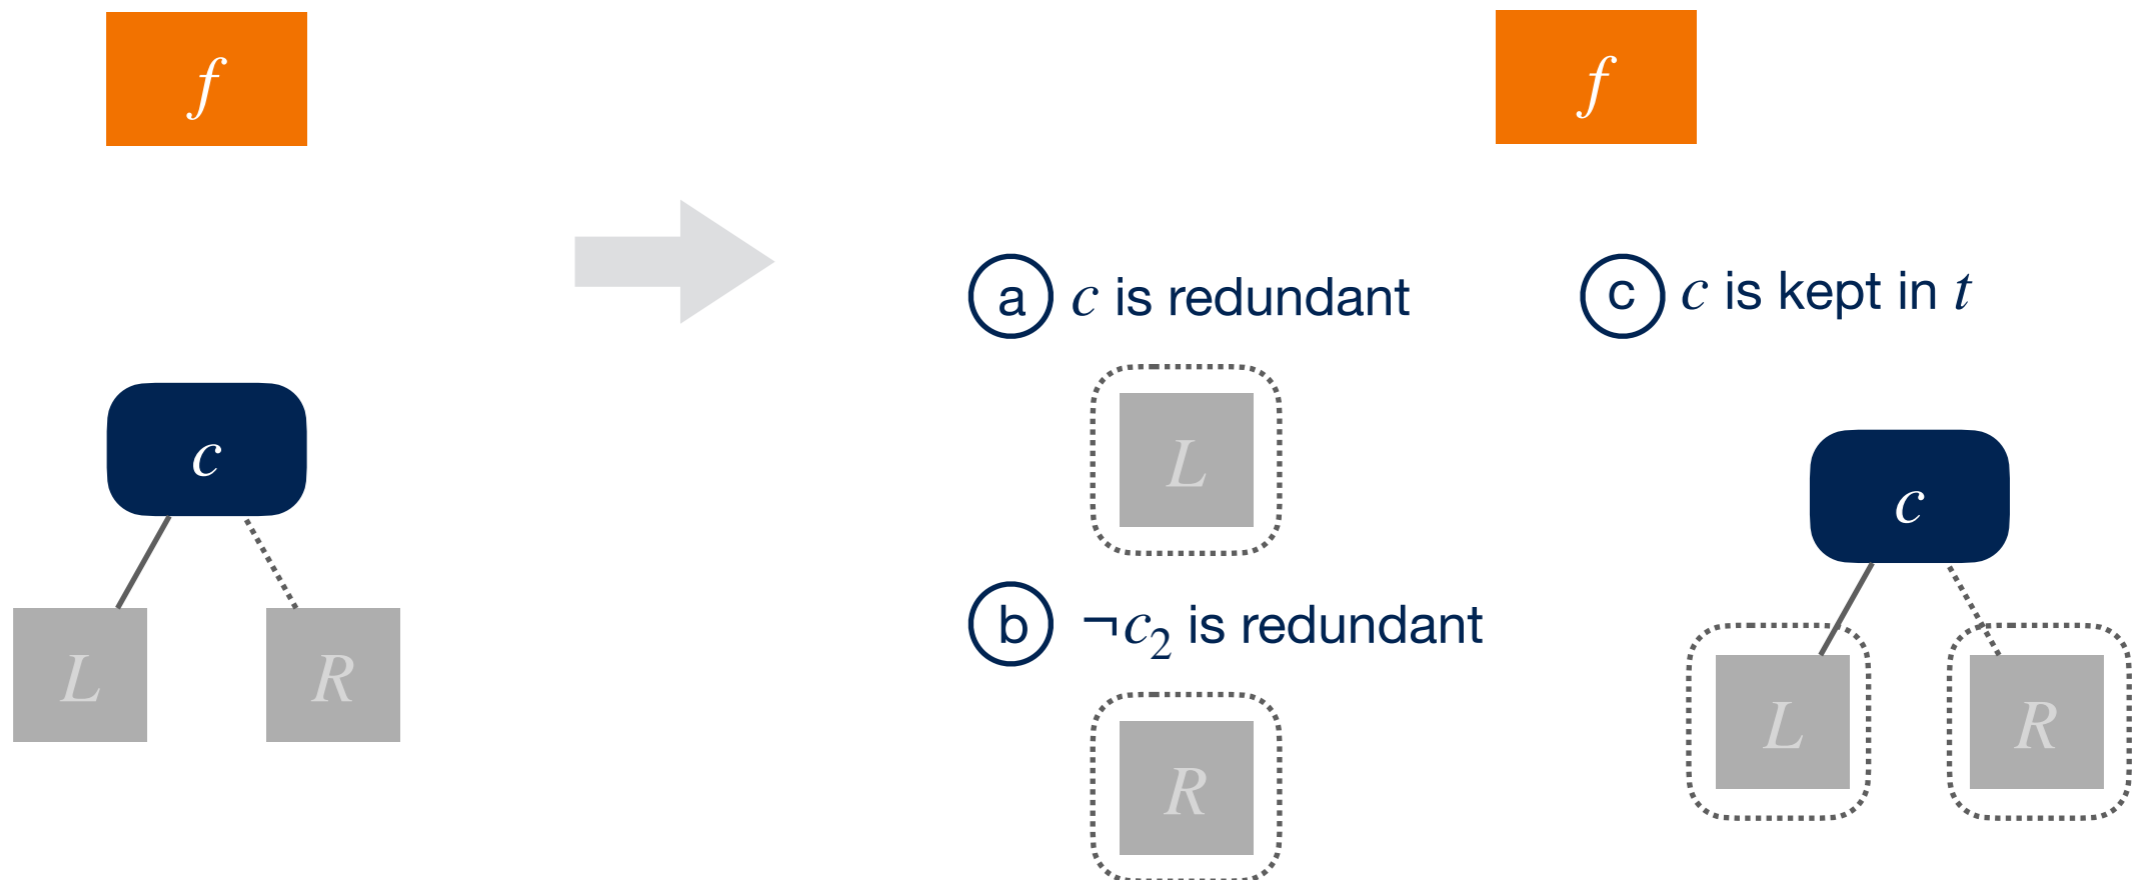 f
c
L
R
f
a c is redundant
L
b ¬c₂ is redundant
R
c c is kept in t
c
L
R